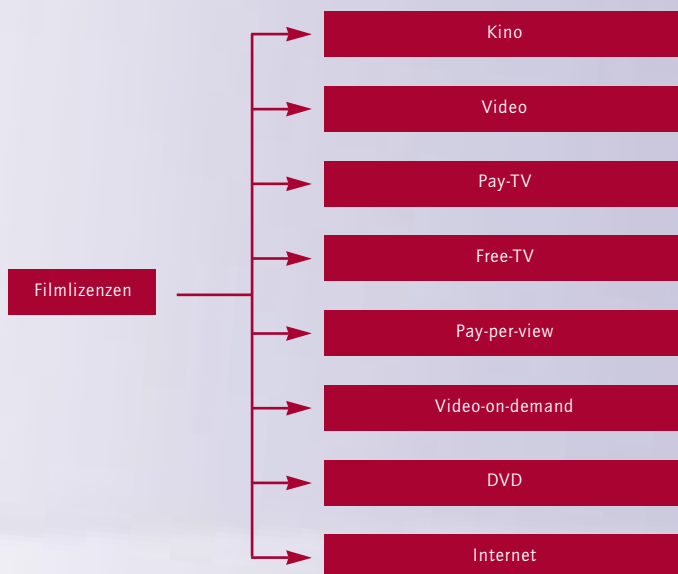 Kino
Video
Pay-TV
Free-TV
Filmlizenzen
Pay-per-view
Video-on-demand
DVD
Internet